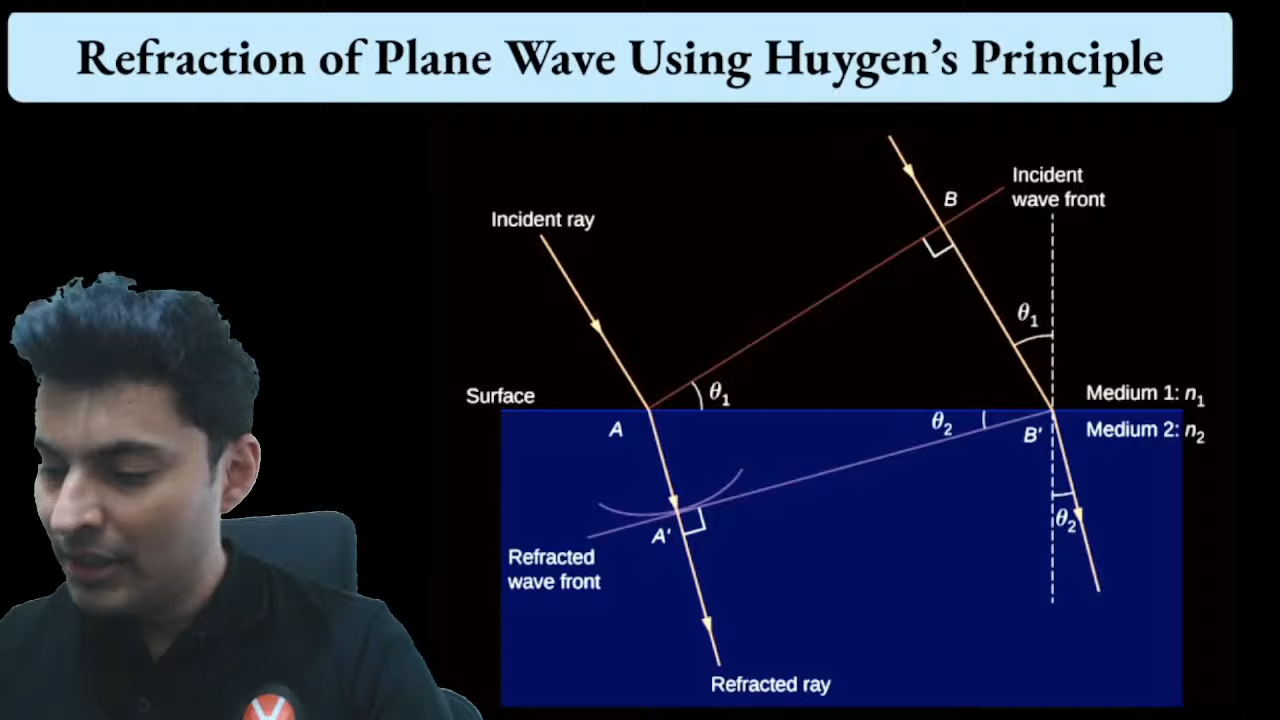 Refraction of Plane Wave Using Huygen's Principle
Incident
wave front
B
Incident ray
θ1
Surface
θ1
Medium 1: n1
A
θ2
B'
Medium 2: n2
A'
θ2
Refracted
wave front
Refracted ray